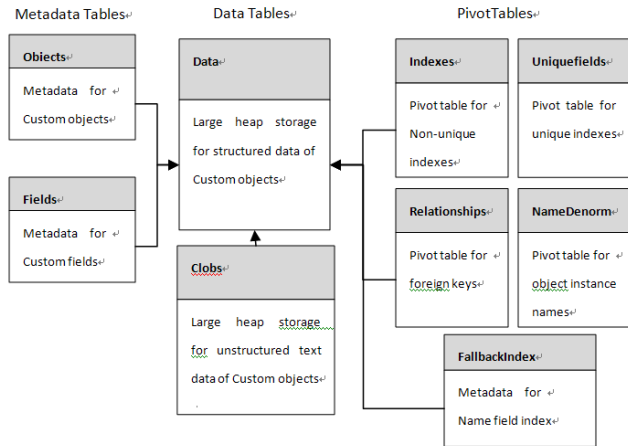 Metadata Tables
Data Tables
PivotTables
Objects
Metadata for
Custom objects
Fields
Metadata for
Custom fields
Data
Large heap storage
for structured data of
Custom objects
Clobs
Large heap storage
for unstructured text
data of Custom objects
.
Indexes
Pivot table for
Non-unique
indexes
Uniquefields
Pivot table for
unique indexes
Relationships
Pivot table for
foreign keys
NameDenorm
Pivot table for
object instance
names
FallbackIndex
Metadata for
Name field index